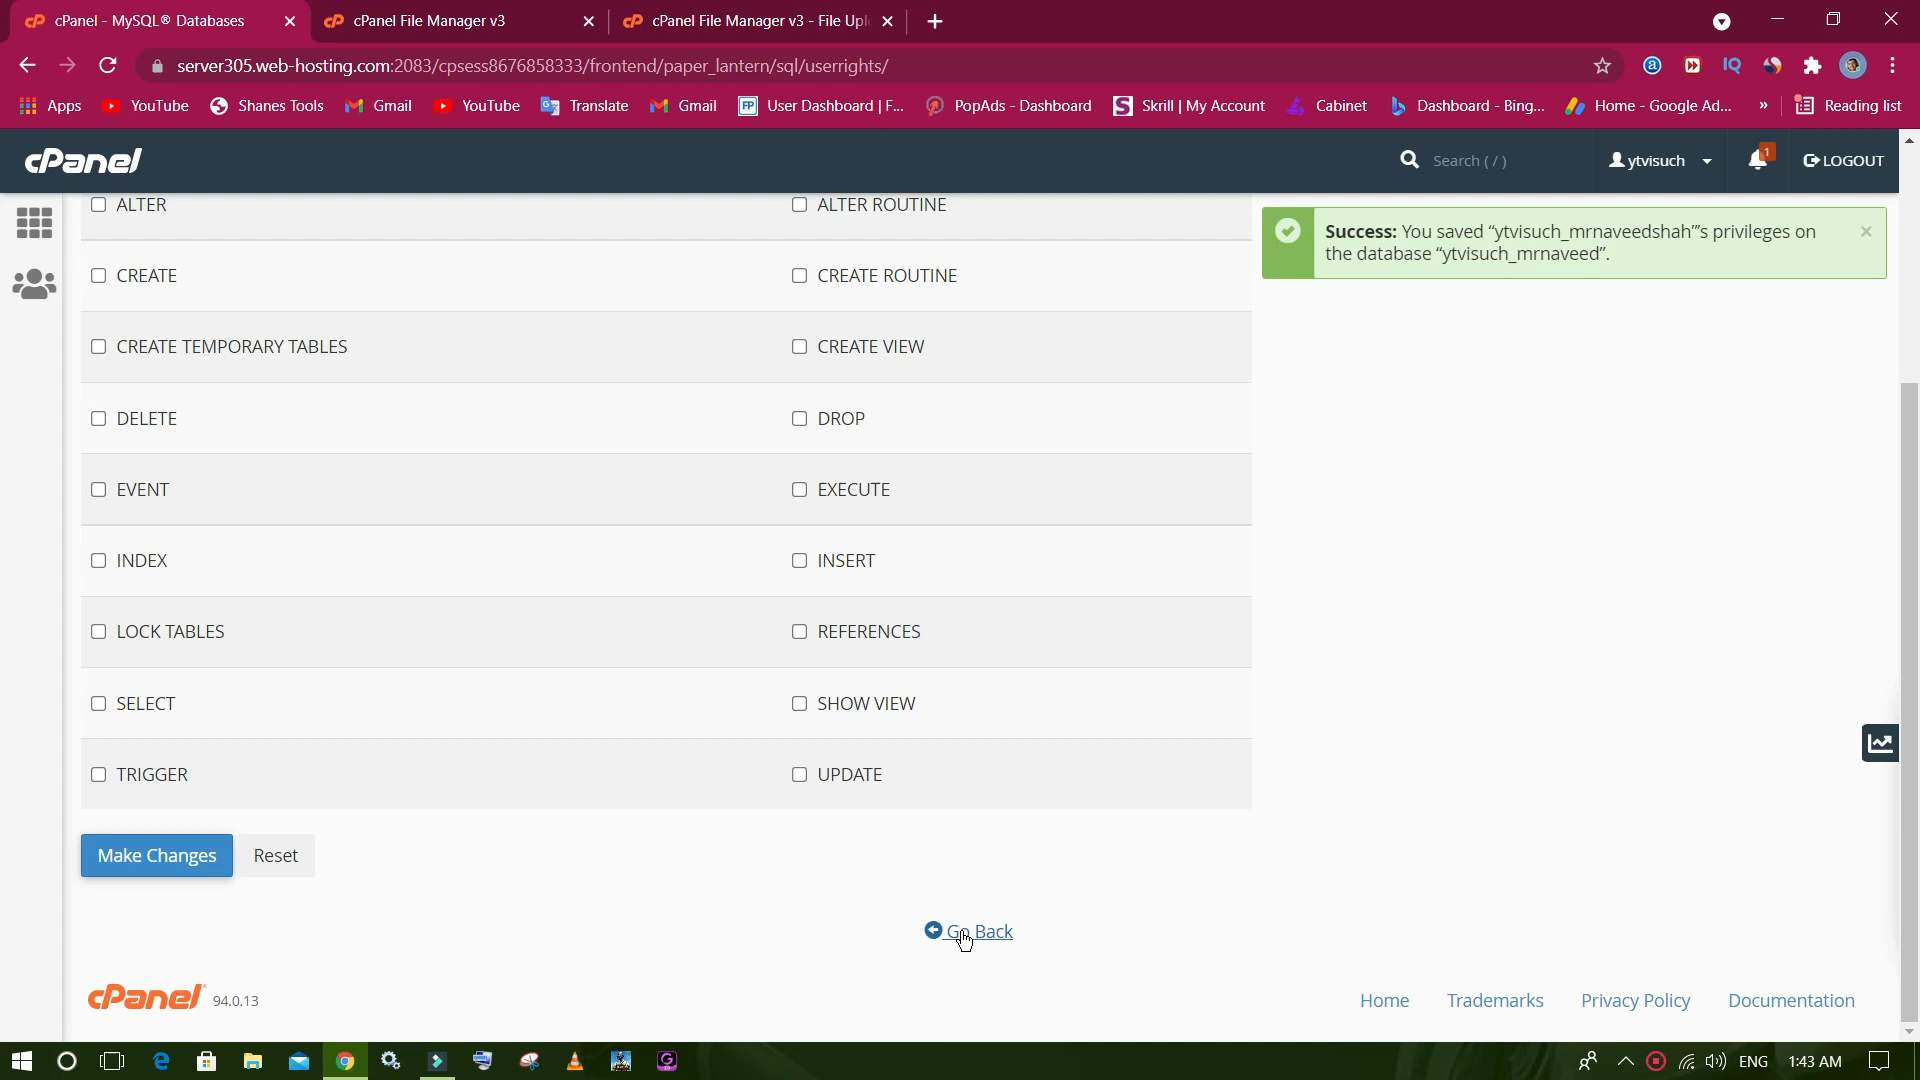 cPanel - MySQL® Databases
cPanel File Manager v3
cPanel File Manager v3 - File Upl
server305.web-hosting.com:2083/cpsess8676858333/frontend/paper_lantern/sql/userrights/
Apps
YouTube
Shanes Tools
Gmail
YouTube
Translate
Gmail
User Dashboard | F...
PopAds - Dashboard
Skrill | My Account
Cabinet
Dashboard - Bing...
Home - Google Ad...
»
Reading list
cPanel
Search ( / )
ytvisuch
1
LOGOUT
ALTER
ALTER ROUTINE
Success: You saved “ytvisuch_mrnaveedshah”’s privileges on
the database “ytvisuch_mrnaveed”.
CREATE
CREATE ROUTINE
CREATE TEMPORARY TABLES
CREATE VIEW
DELETE
DROP
EVENT
EXECUTE
INDEX
INSERT
LOCK TABLES
REFERENCES
SELECT
SHOW VIEW
TRIGGER
UPDATE
Make Changes
Reset
Go Back
cPanel 94.0.13
Home
Trademarks
Privacy Policy
Documentation
ENG
1:43 AM